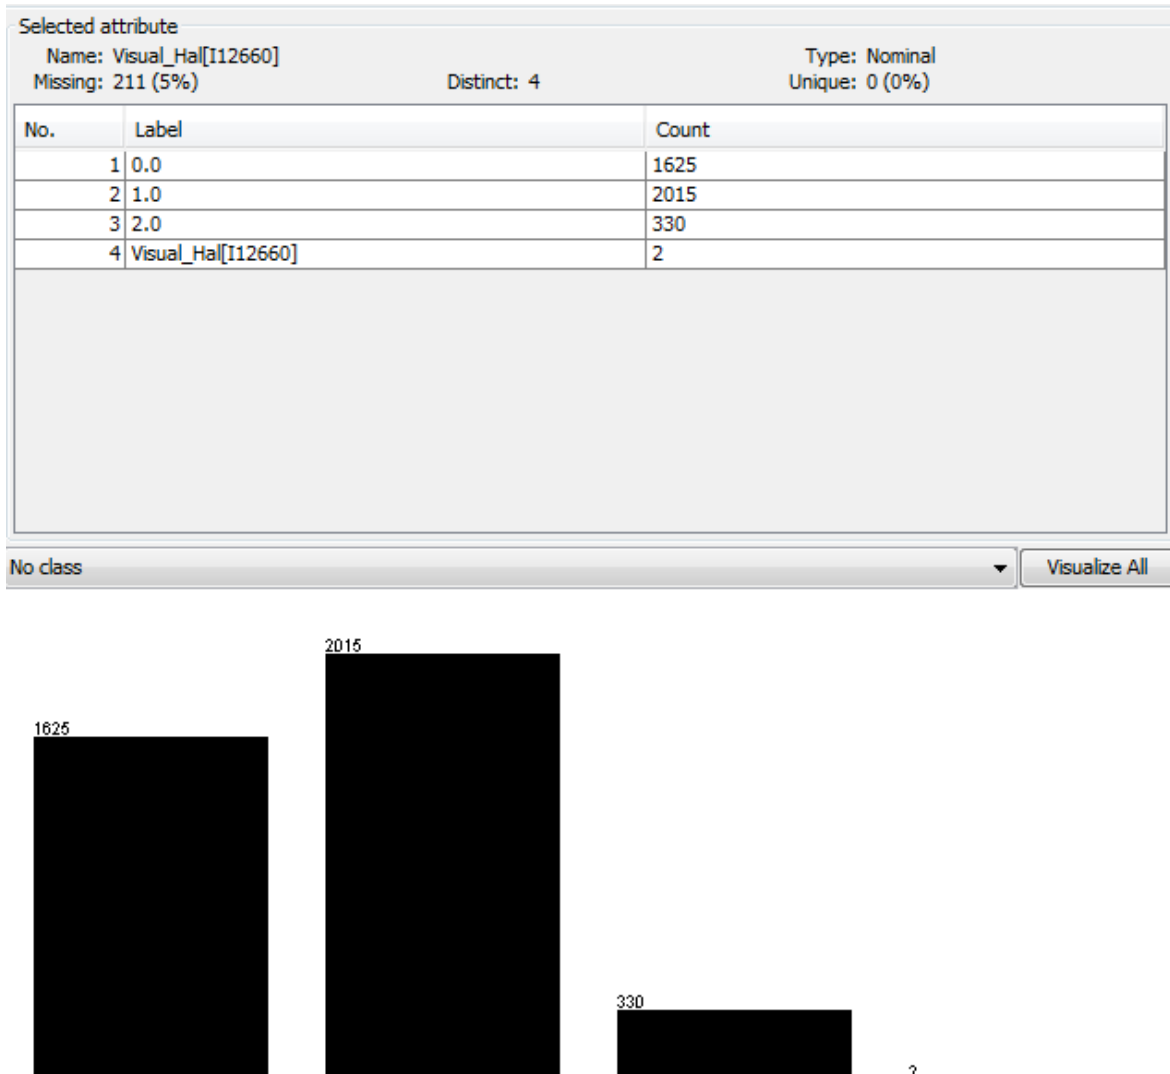 Selected attribute
Name: Visual_Hal[I12660] Type: Nominal
Missing: 211 (5%) Distinct: 4 Unique: 0 (0%)
No. Label Count
1 0.0 1625
2 1.0 2015
3 2.0 330
4 Visual_Hal[I12660] 2
No class Visualize All
2015
1625
330
2